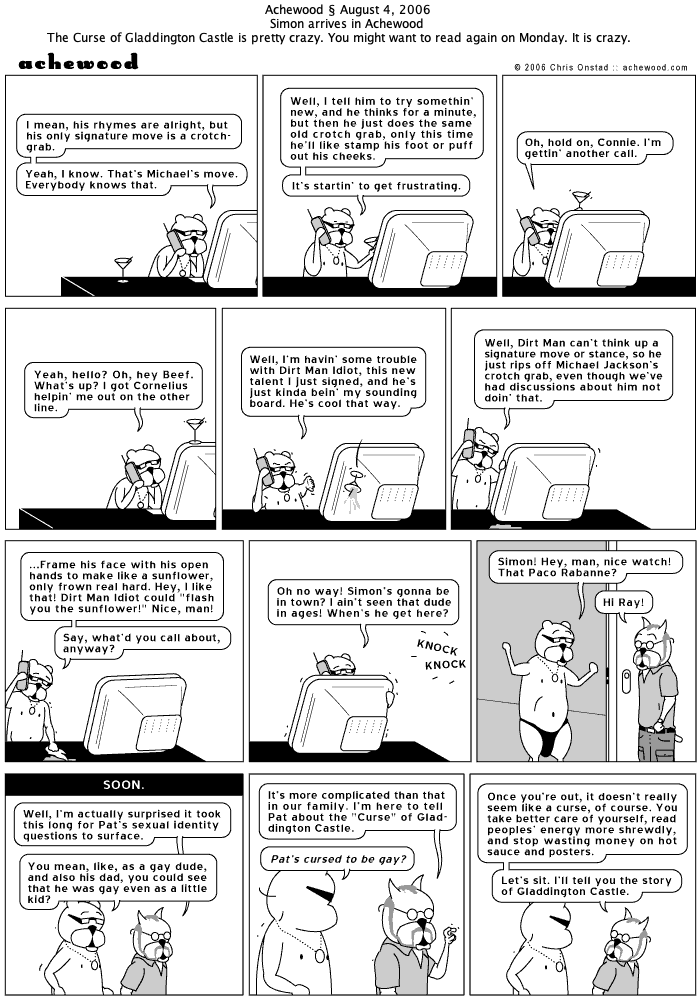 Achewood § August 4, 2006
Simon arrives in Achewood
The Curse of Gladdington Castle is pretty crazy. You might want to read again on Monday. It is crazy.
achewood
© 2006 Chris Onstad :: achewood.com
I mean, his rhymes are alright, but
his only signature move is a crotch-
grab.
Yeah, I know. That's Michael's move.
Everybody knows that.
Well, I tell him to try somethin'
new, and he thinks for a minute,
but then he just does the same
old crotch grab, only this time
he'll like stamp his foot or puff
out his cheeks.
It's startin' to get frustrating.
Oh, hold on, Connie. I'm
gettin' another call.
Yeah, hello? Oh, hey Beef.
What's up? I got Cornelius
helpin' me out on the other
line.
Well, I'm havin' some trouble
with Dirt Man Idiot, this new
talent I just signed, and he's
just kinda bein' my sounding
board. He's cool that way.
Well, Dirt Man can't think up a
signature move or stance, so he
just rips off Michael Jackson's
crotch grab, even though we've
had discussions about him not
doin' that.
...Frame his face with his open
hands to make like a sunflower,
only frown real hard. Hey, I like
that! Dirt Man Idiot could "flash
you the sunflower!" Nice, man!
Say, what'd you call about,
anyway?
Oh no way! Simon's gonna be
in town? I ain't seen that dude
in ages! When's he get here?
KNOCK
KNOCK
Simon! Hey, man, nice watch!
That Paco Rabanne?
Hi Ray!
SOON.
Well, I'm actually surprised it took
this long for Pat's sexual identity
questions to surface.
You mean, like, as a gay dude,
and also his dad, you could see
that he was gay even as a little
kid?
It's more complicated than that
in our family. I'm here to tell
Pat about the "Curse" of Glad-
dington Castle.
Pat's cursed to be gay?
Once you're out, it doesn't really
seem like a curse, of course. You
take better care of yourself, read
peoples' energy more shrewdly,
and stop wasting money on hot
sauce and posters.
Let's sit. I'll tell you the story
of Gladdington Castle.